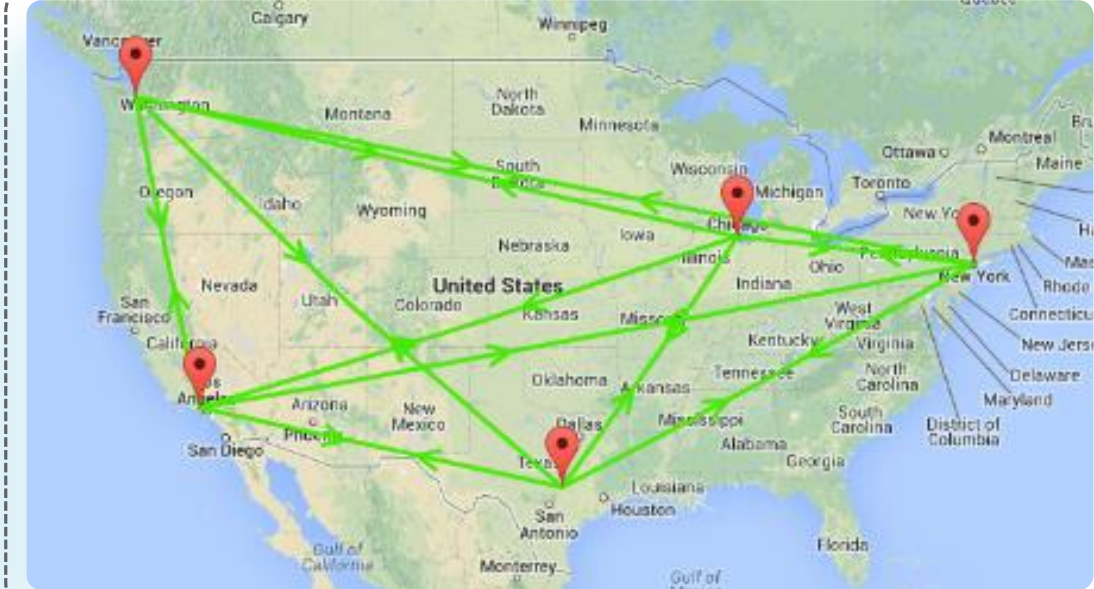 Calgary
Winnipeg
Vancouver
Washington
Montana
North
Dakota
Minnesota
Ottawa
Montreal
Maine
Wisconsin
South
Dakota
Michigan
Toronto
Oregon
Idaho
Wyoming
New York
Chicago
Iowa
Nebraska
Illinois
Ohio
Pennsylvania
New York
Nevada
Utah
United States
Colorado
Indiana
Rhode
San
Francisco
Kansas
Missouri
West
Virginia
Connecticu
California
Kentucky
Virginia
New Jerse
Los
Angeles
Arizona
New
Mexico
Oklahoma
Arkansas
Tennessee
North
Carolina
Delaware
Maryland
San Diego
Phoenix
Dallas
Mississippi
Alabama
South
Carolina
District of
Columbia
Texas
Georgia
Louisiana
Houston
San
Antonio
Gulf of
California
Monterrey
Florida
Gulf of